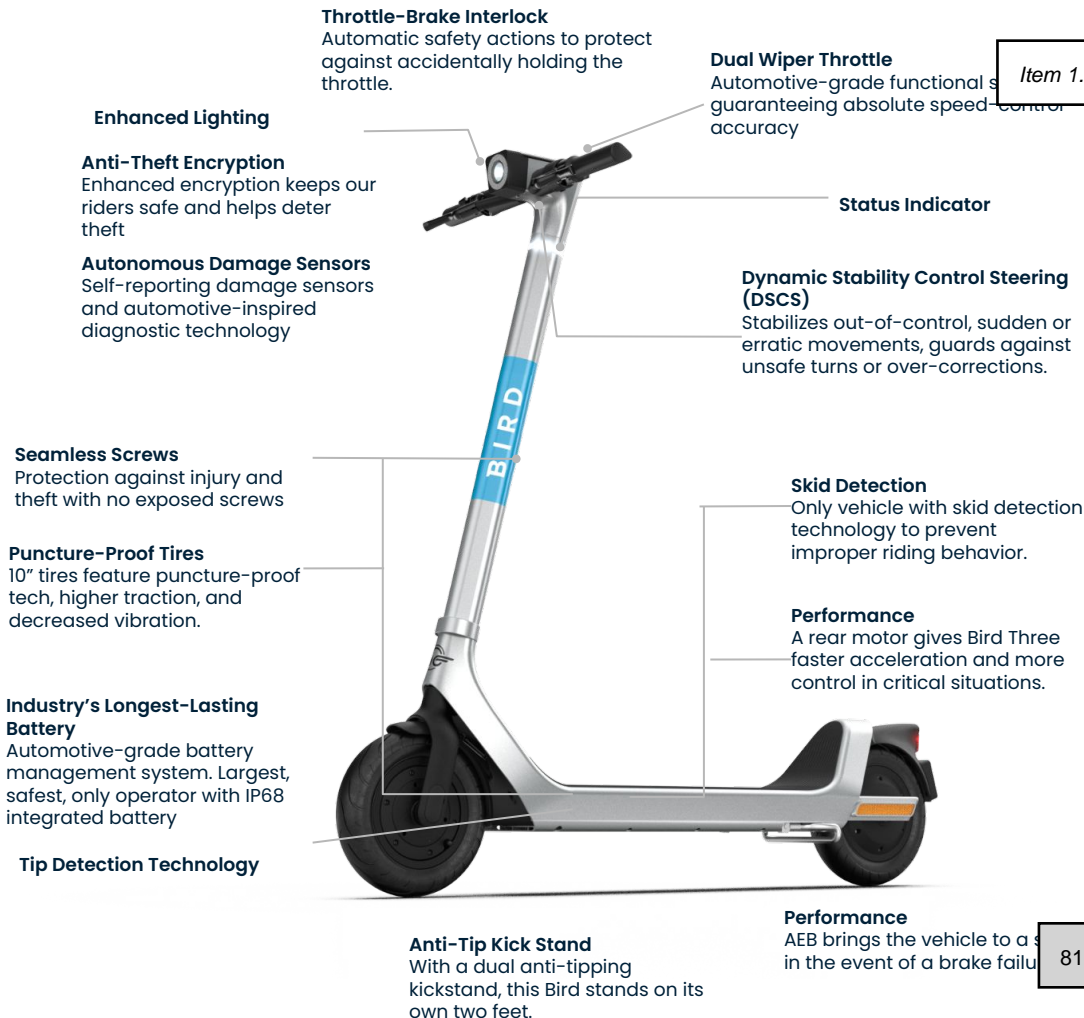 Throttle-Brake Interlock
Automatic safety actions to protect
against accidentally holding the
throttle.
Dual Wiper Throttle
Automotive-grade functional
guaranteeing absolute speed-control
accuracy
Item 1.
Enhanced Lighting
Anti-Theft Encryption
Enhanced encryption keeps our
riders safe and helps deter
theft
Status Indicator
Autonomous Damage Sensors
Self-reporting damage sensors
and automotive-inspired
diagnostic technology
Dynamic Stability Control Steering
(DSCS)
Stabilizes out-of-control, sudden or
erratic movements, guards against
unsafe turns or over-corrections.
BIRD
Seamless Screws
Protection against injury and
theft with no exposed screws
Skid Detection
Only vehicle with skid detection
technology to prevent
improper riding behavior.
Puncture-Proof Tires
10” tires feature puncture-proof
tech, higher traction, and
decreased vibration.
Performance
A rear motor gives Bird Three
faster acceleration and more
control in critical situations.
Industry’s Longest-Lasting
Battery
Automotive-grade battery
management system. Largest,
safest, only operator with IP68
integrated battery
Tip Detection Technology
Anti-Tip Kick Stand
With a dual anti-tipping
kickstand, this Bird stands on its
own two feet.
Performance
AEB brings the vehicle to a
in the event of a brake
81